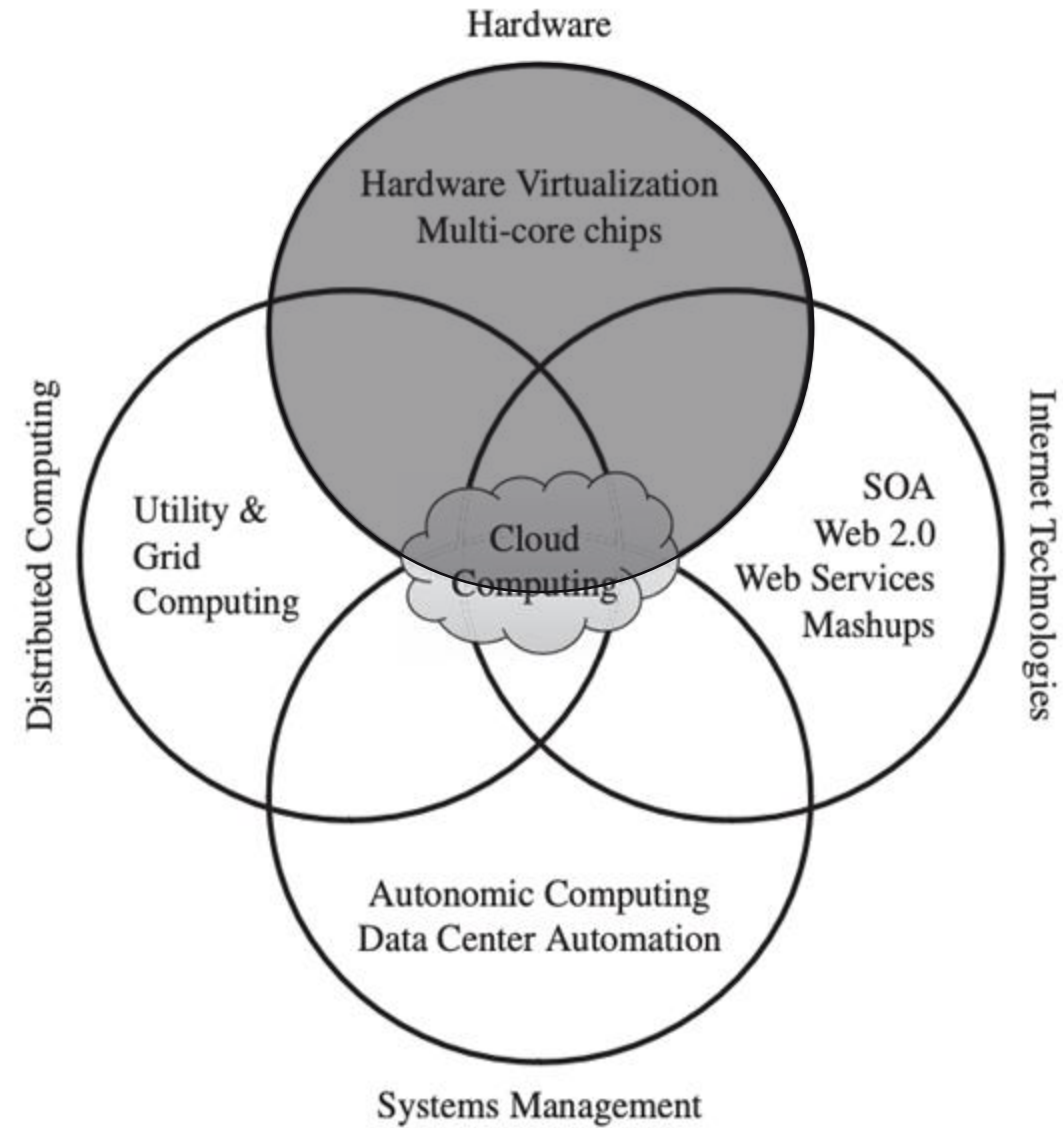 Hardware
Hardware Virtualization
Multi-core chips
Distributed Computing
Utility &
Grid
Computing
Cloud
Computing
SOA
Web 2.0
Web Services
Mashups
Internet Technologies
Autonomic Computing
Data Center Automation
Systems Management